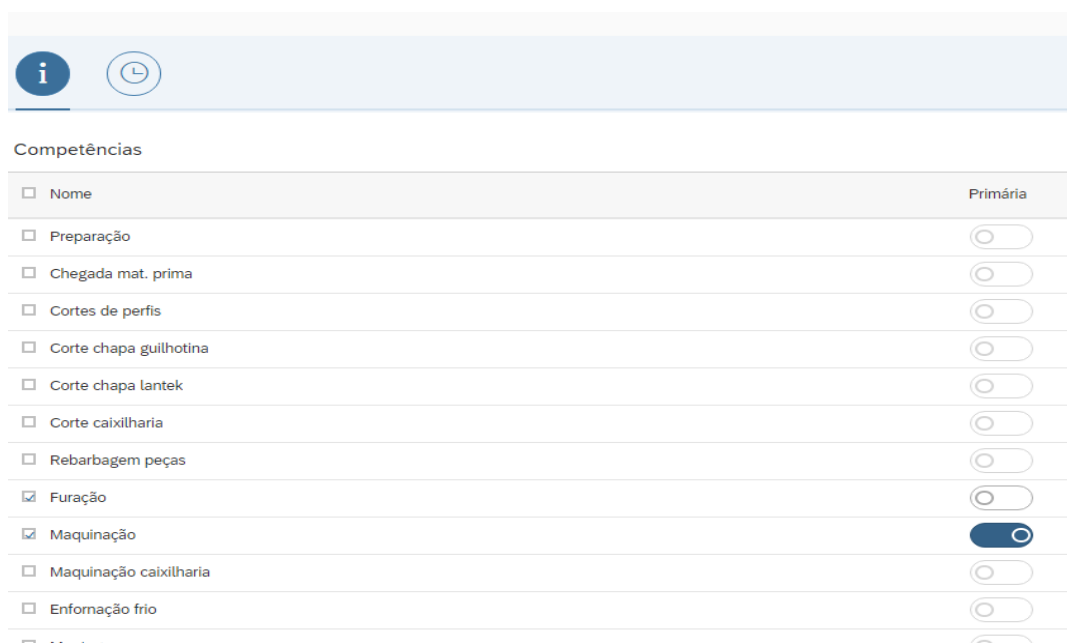 i
Competências
Nome Primária
Preparação
Chegada mat. prima
Cortes de perfis
Corte chapa guilhotina
Corte chapa lantek
Corte caixilharia
Rebarbagem peças
Furação
Maquinação
Maquinação caixilharia
Enfornação frio